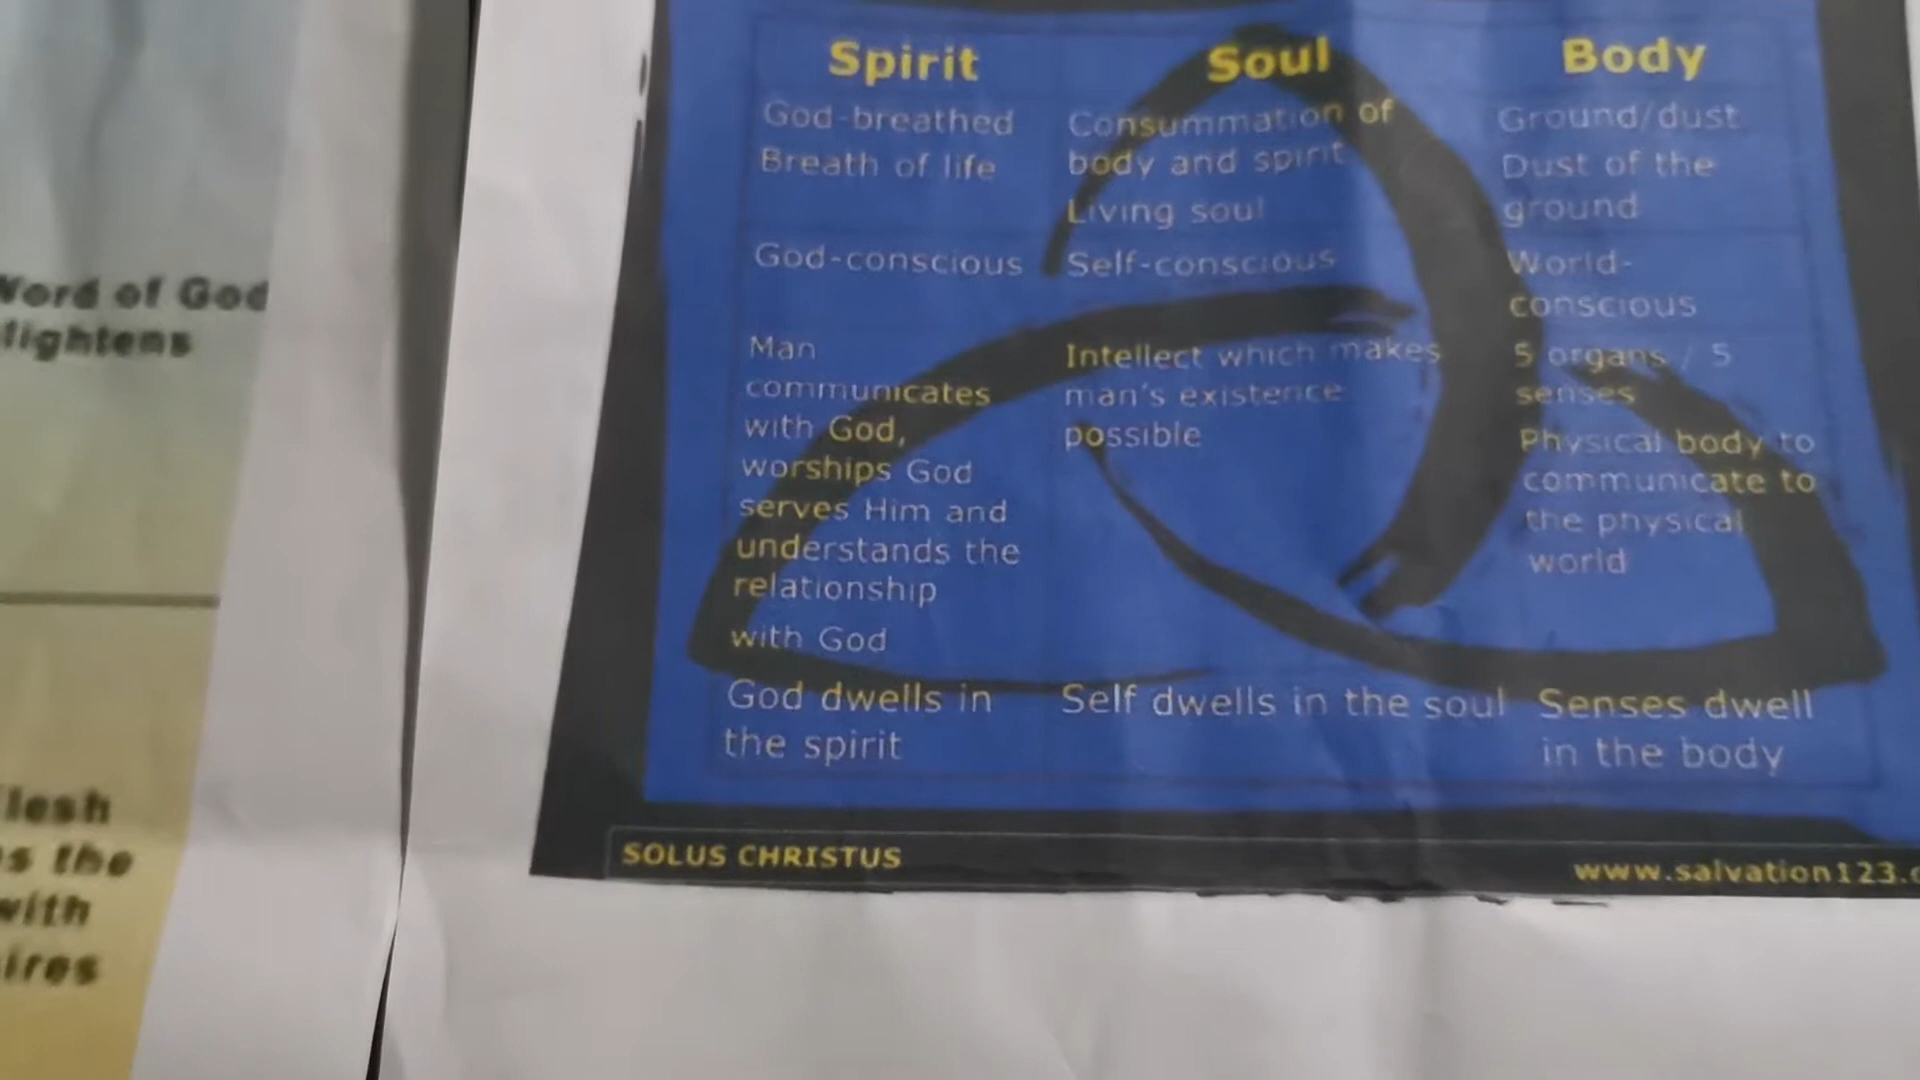 Word of God
lightens
lesh
s the
with
ires
Spirit
God-breathed
Breath of life
God-conscious
Man
communicates
with God,
worships God
serves Him and
understands the
relationship
with God
God dwells in
the spirit
Soul
Consummation of
body and spirit
Living soul
Self-conscious
Intellect which makes
man's existence
possible
Self dwells in the soul
Body
Ground/dust
Dust of the
ground
World-
conscious
5 organs / 5
senses
Physical body to
communicate to
the physical
world
Senses dwell
in the body
SOLUS CHRISTUS
www.salvation123.c